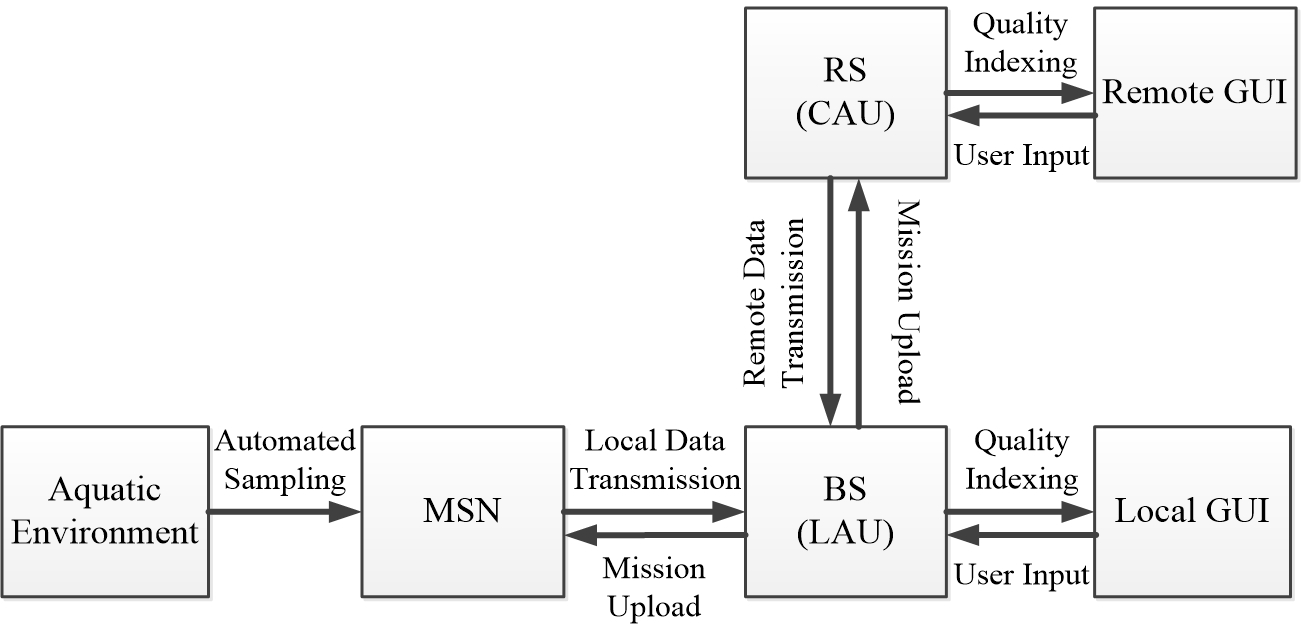 RS
(CAU)
Quality
Indexing
Remote GUI
User Input
Remote Data
Transmission
Mission Upload
Aquatic
Environment
Automated
Sampling
MSN
Local Data
Transmission
Mission
Upload
BS
(LAU)
Quality
Indexing
Local GUI
User Input